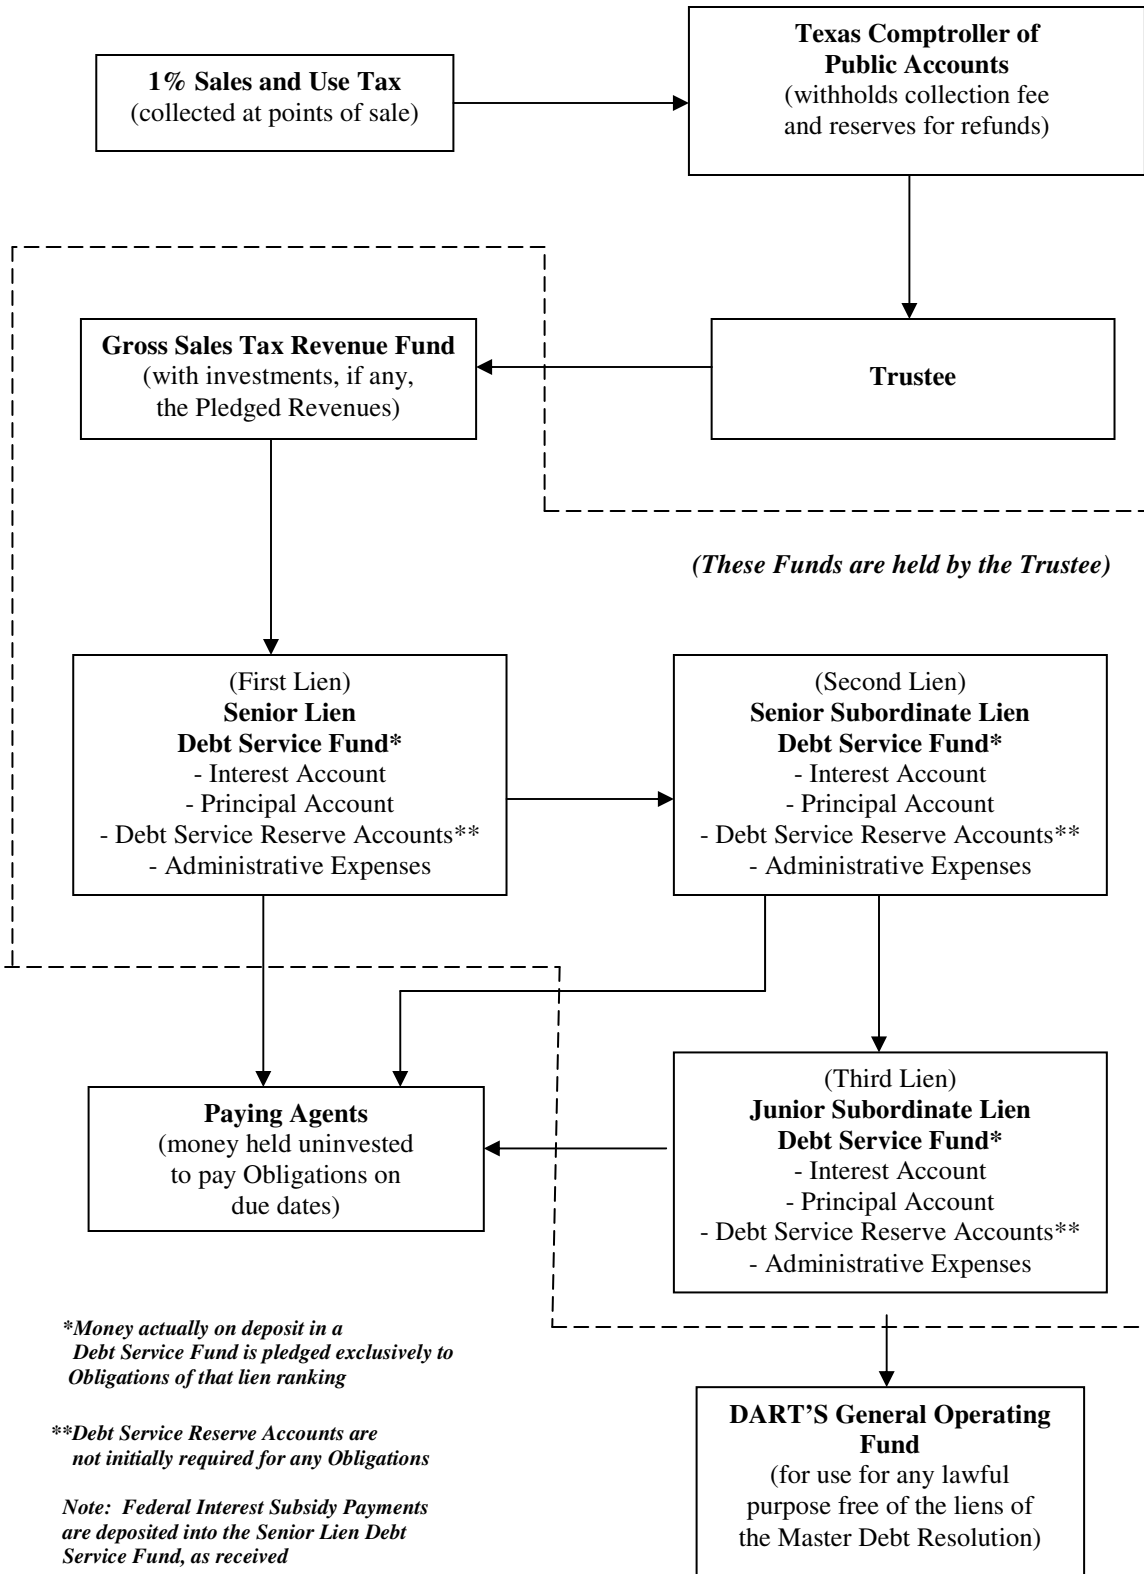 1% Sales and Use Tax
(collected at points of sale)
Texas Comptroller of
Public Accounts
(withholds collection fee
and reserves for refunds)
Gross Sales Tax Revenue Fund
(with investments, if any,
the Pledged Revenues)
Trustee
(These Funds are held by the Trustee)
(First Lien)
Senior Lien
Debt Service Fund*
- Interest Account
- Principal Account
- Debt Service Reserve Accounts**
- Administrative Expenses
(Second Lien)
Senior Subordinate Lien
Debt Service Fund*
- Interest Account
- Principal Account
- Debt Service Reserve Accounts**
- Administrative Expenses
Paying Agents
(money held uninvested
to pay Obligations on
due dates)
(Third Lien)
Junior Subordinate Lien
Debt Service Fund*
- Interest Account
- Principal Account
- Debt Service Reserve Accounts**
- Administrative Expenses
*Money actually on deposit in a
Debt Service Fund is pledged exclusively to
Obligations of that lien ranking
**Debt Service Reserve Accounts are
not initially required for any Obligations
Note: Federal Interest Subsidy Payments
are deposited into the Senior Lien Debt
Service Fund, as received
DART'S General Operating
Fund
(for use for any lawful
purpose free of the liens of
the Master Debt Resolution)